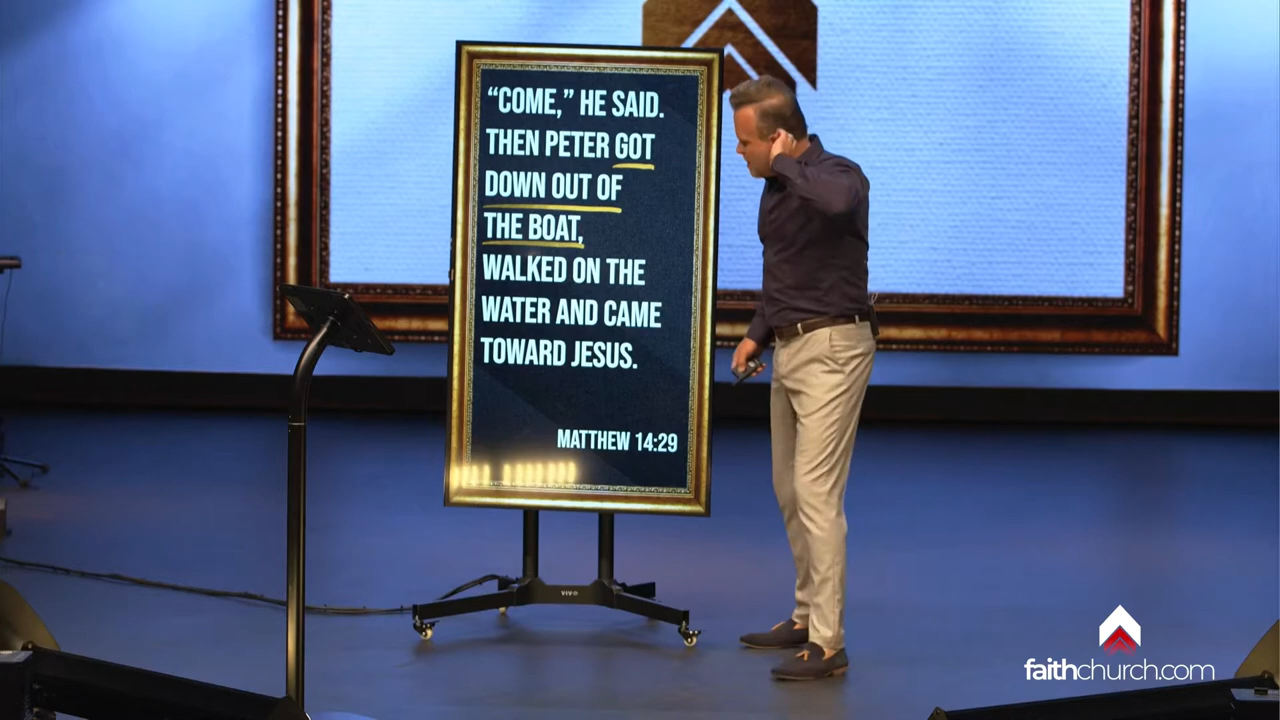 “COME,” HE SAID.
THEN PETER GOT
DOWN OUT OF
THE BOAT,
WALKED ON THE
WATER AND CAME
TOWARD JESUS.
MATTHEW 14:29
VIVO
faithchurch.com